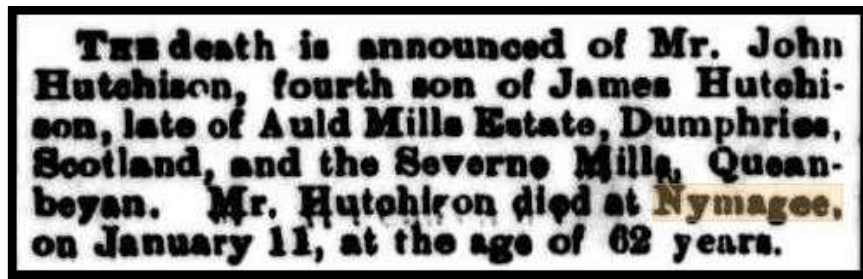 THE death is announced of Mr. John
Hutchison, fourth son of James Hutchi-
son, late of Auld Mills Estate, Dumphries,
Scotland, and the Severne Mills, Quean-
beyan. Mr. Hutchison died at Nymagee,
on January 11, at the age of 62 years.